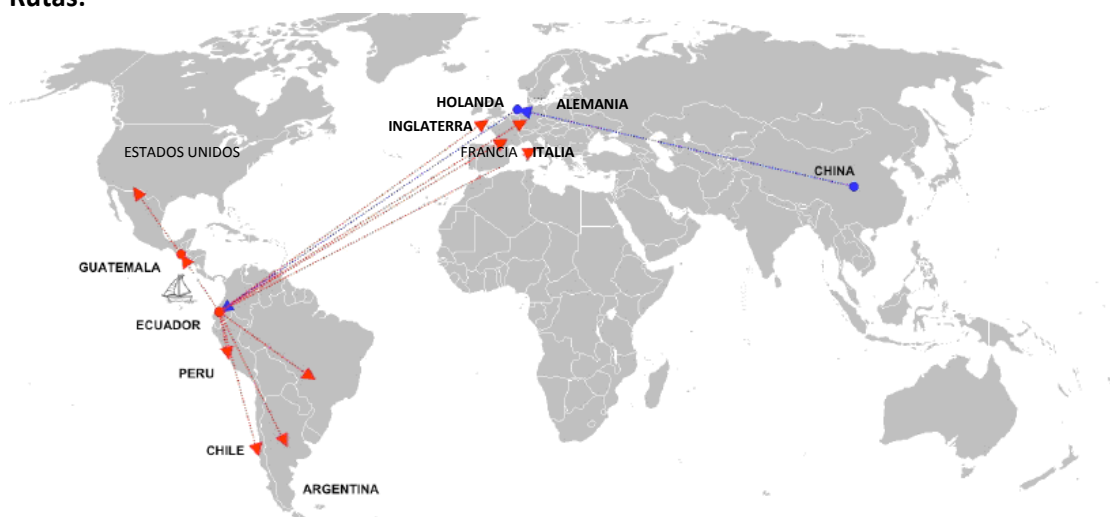 Rutas:
HOLANDA
ALEMANIA
INGLATERRA
ESTADOS UNIDOS
FRANCIA
ITALIA
CHINA
GUATEMALA
ECUADOR
PERU
CHILE
ARGENTINA